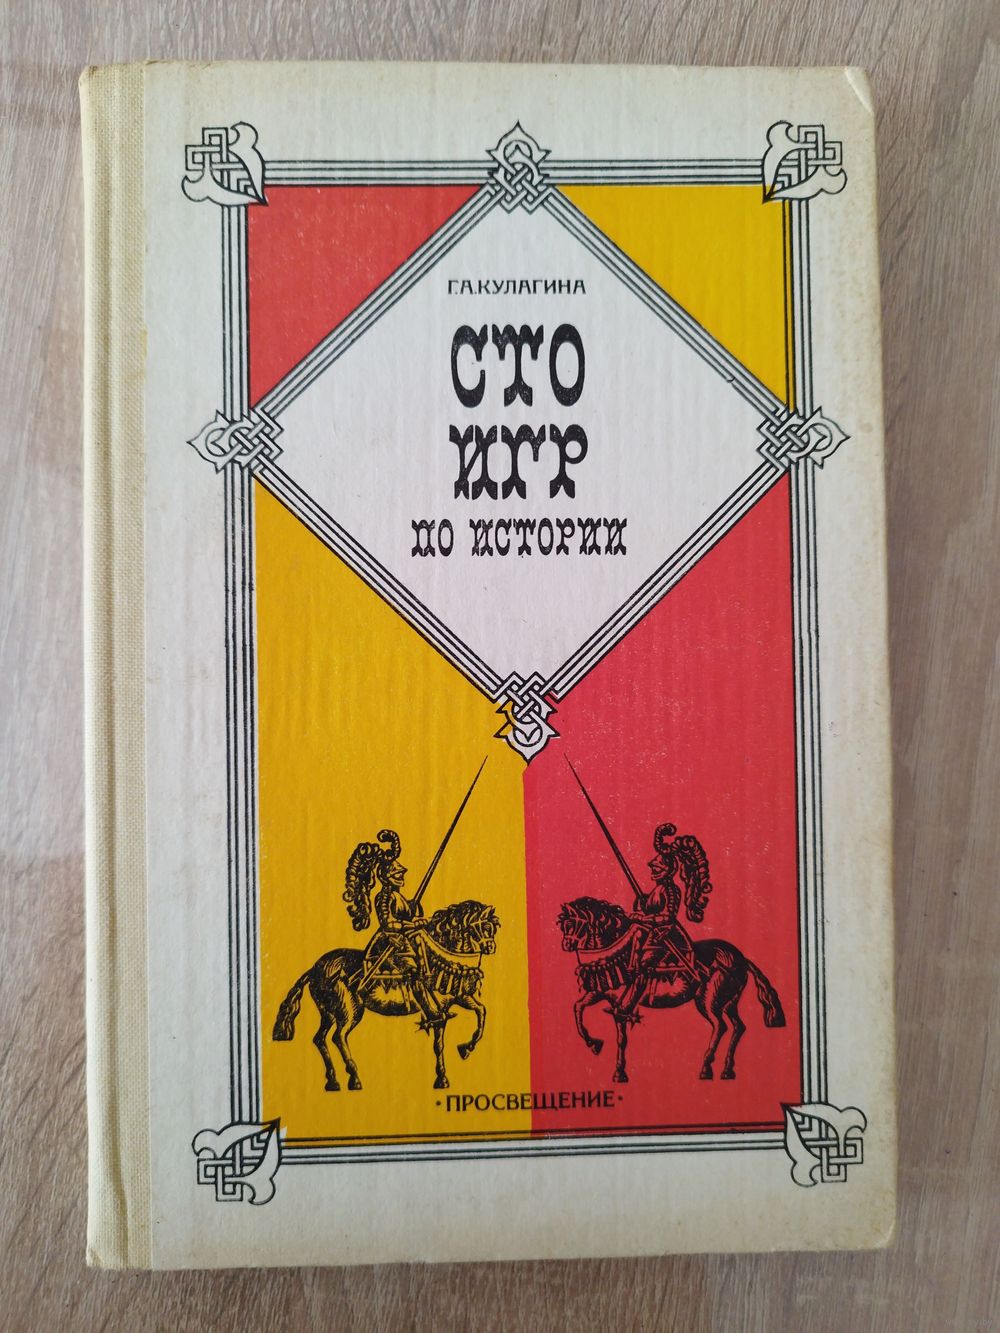 Г.А.КУЛАГИНА
СТО
ИГР
ПО ИСТОРИИ
·ПРОСВЕЩЕНИЕ·